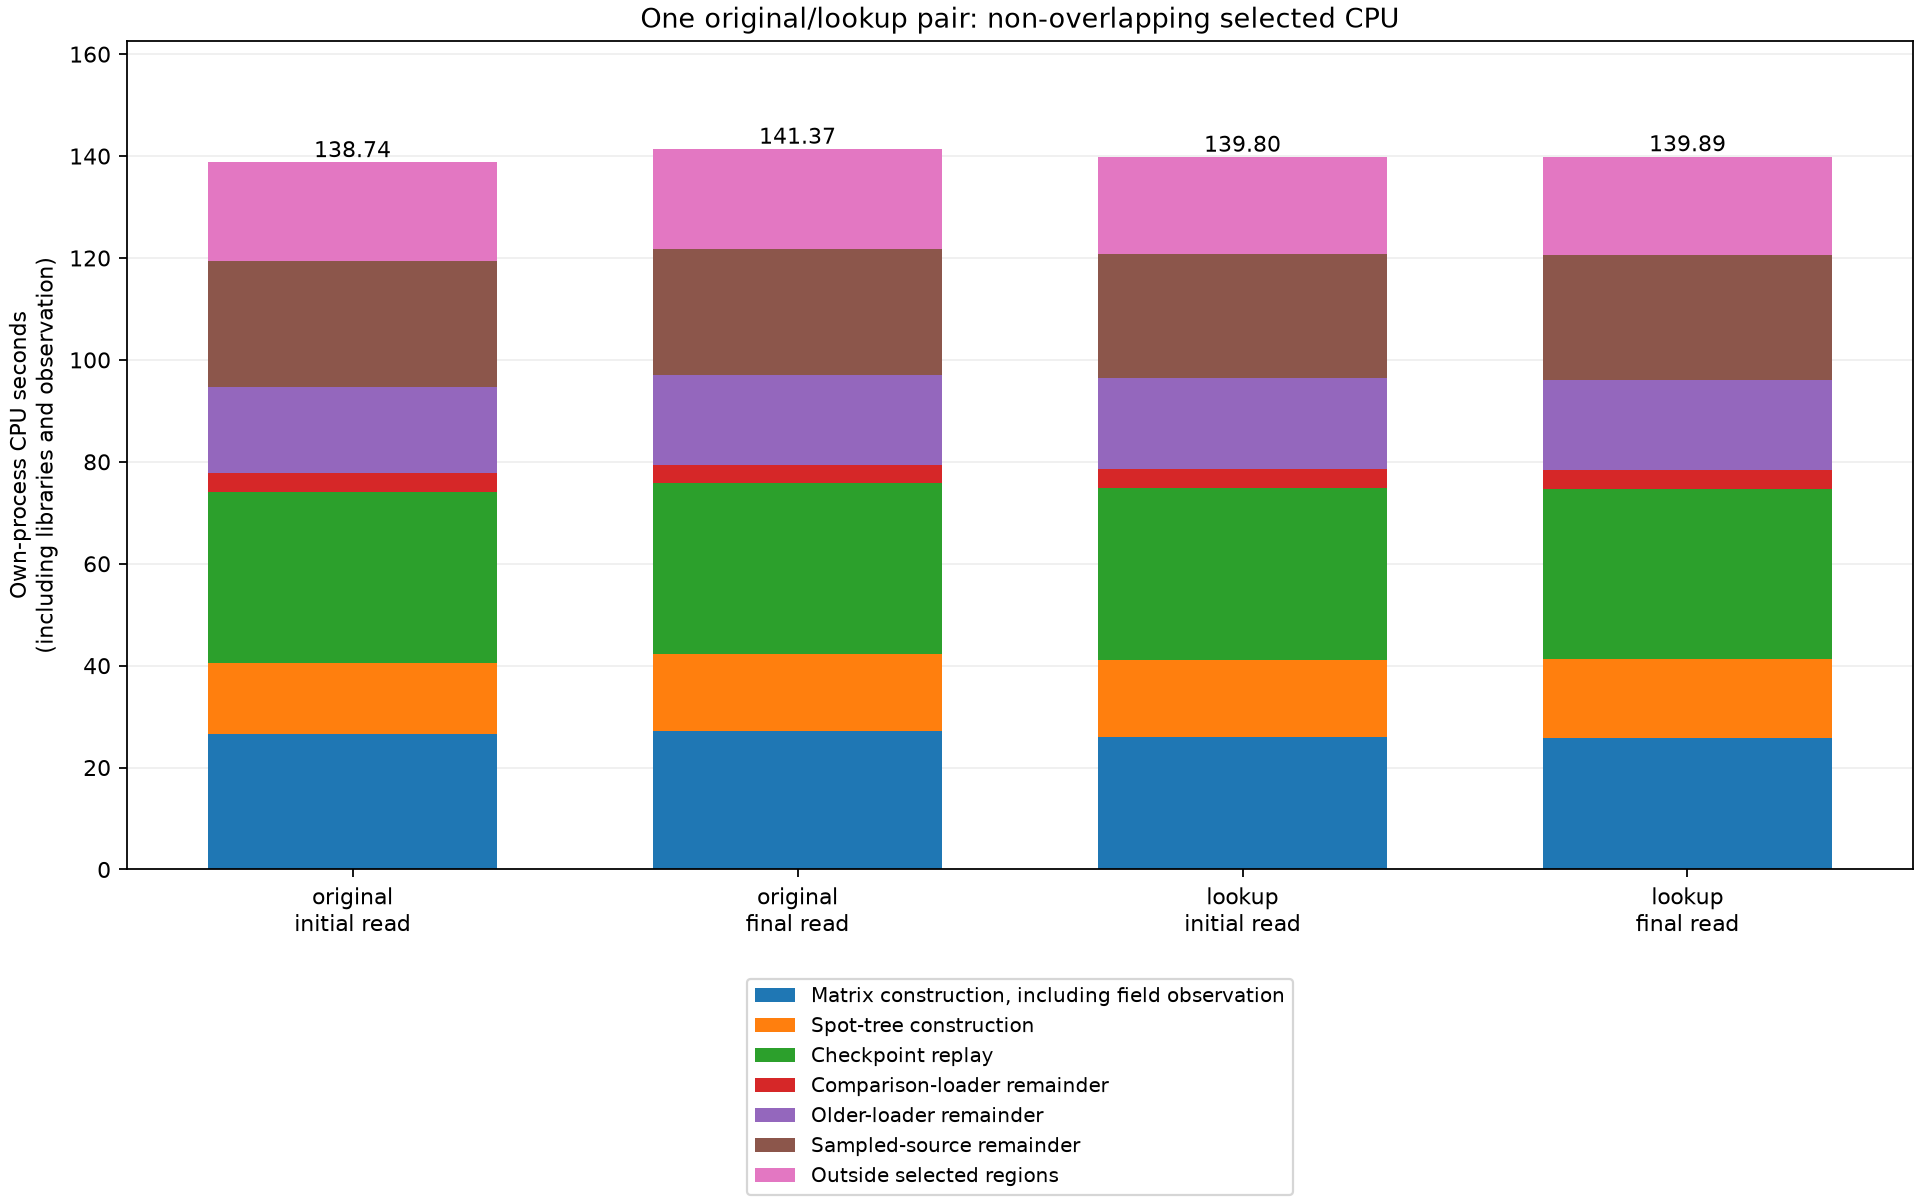 One original/lookup pair: non-overlapping selected CPU
Own-process CPU seconds
(including libraries and observation)
160
140
120
100
80
60
40
20
0
138.74
141.37
139.80
139.89
original
initial read
original
final read
lookup
initial read
lookup
final read
Matrix construction, including field observation
Spot-tree construction
Checkpoint replay
Comparison-loader remainder
Older-loader remainder
Sampled-source remainder
Outside selected regions